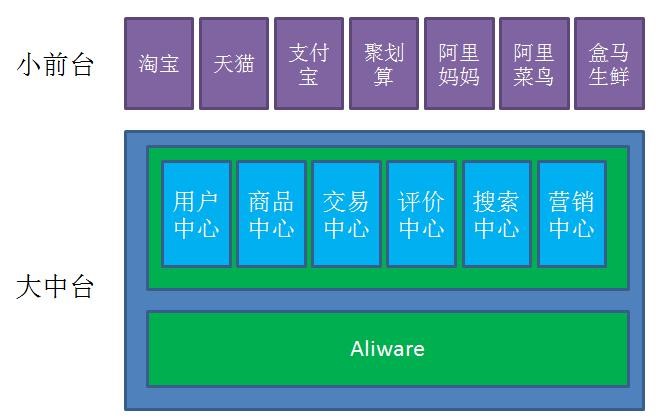 小前台
淘宝
天猫
支付
宝
聚划
算
阿里
妈妈
阿里
菜鸟
盒马
生鲜
大中台
用户
中心
商品
中心
交易
中心
评价
中心
搜索
中心
营销
中心
Aliware